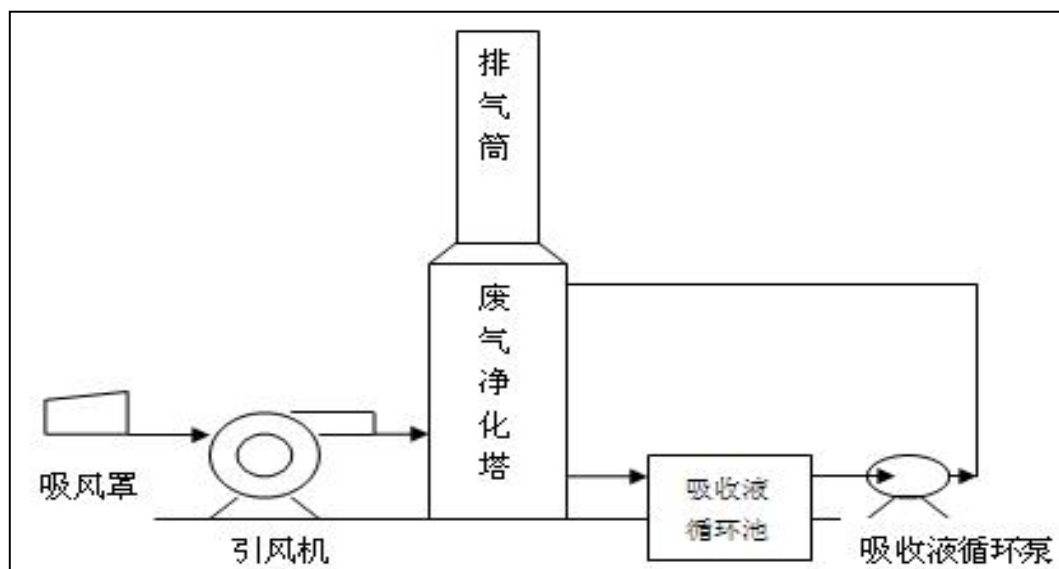 排气筒
废气净化塔
吸风罩
引风机
吸收液
循环池
吸收液循环泵